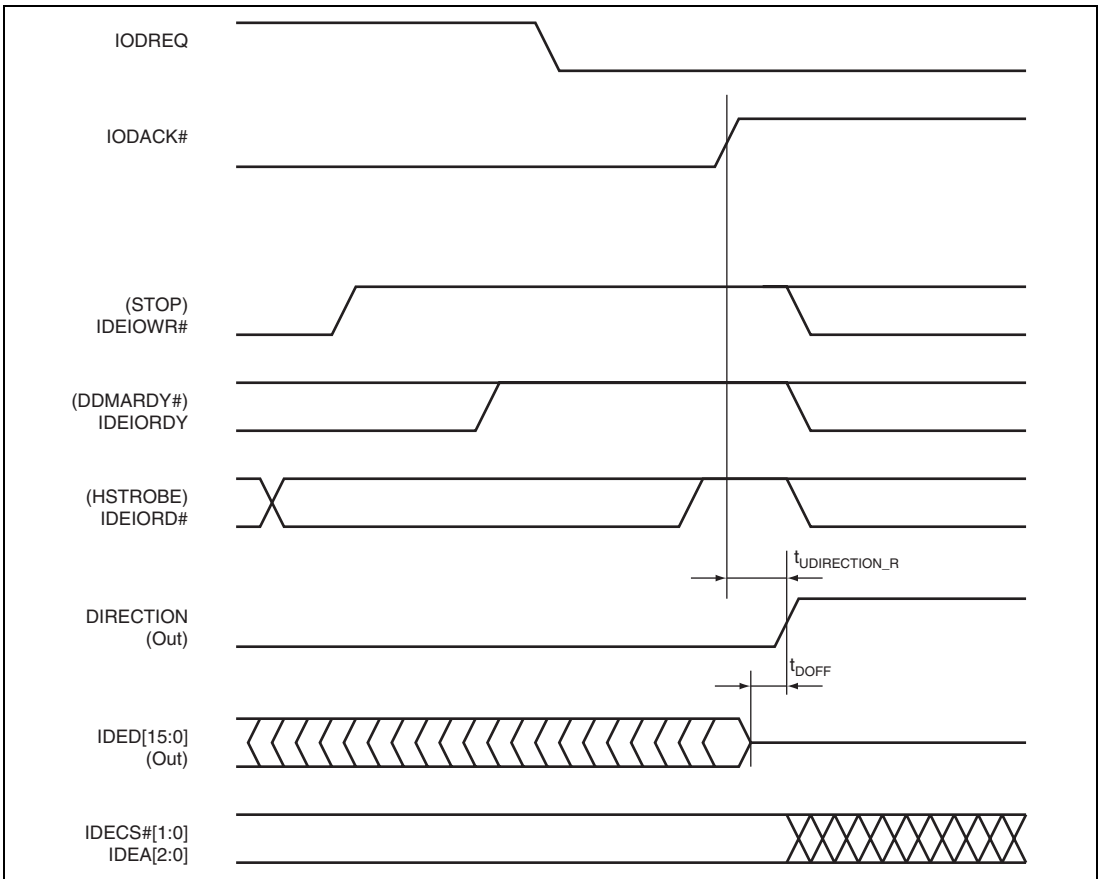 IODREQ
IODACK#
(STOP)
IDEIOWR#
(DDMARDY#)
IDEIORDY
(HSTROBE)
IDEIORD#
tUDIRECTION_R
DIRECTION
(Out)
tDOFF
IDED[15:0]
(Out)
IDECS#[1:0]
IDEA[2:0]